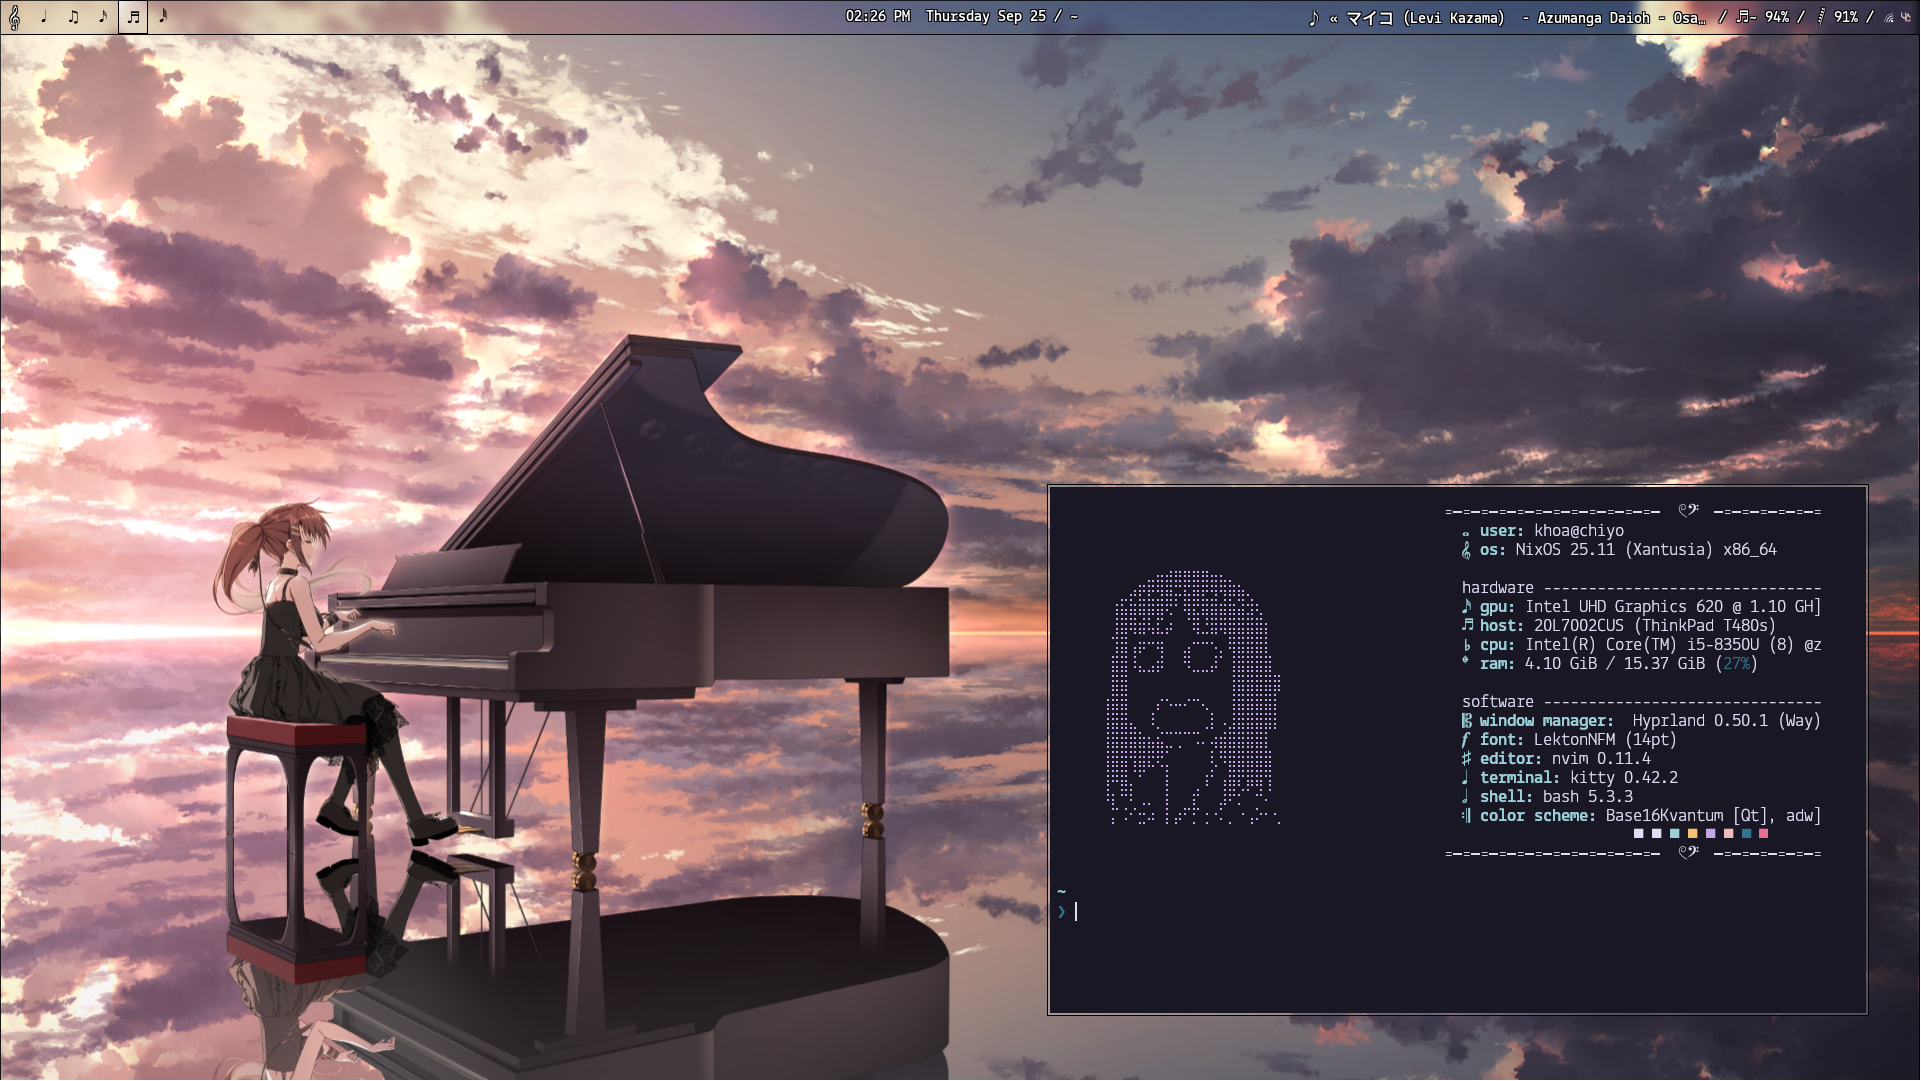 02:26 PM  Thursday Sep 25 / ~
♪ « マイコ (Levi Kazama)  - Azumanga Daioh - Osa… / ♬~ 94% / 91% /
=-=-=-=-=-=-=-=-=-=-=-=-  ღ𝄢  -=-=-=-=-=-=
user: khoa@chiyo
𝄞 os: NixOS 25.11 (Xantusia) x86_64
hardware -------------------------------
♪ gpu: Intel UHD Graphics 620 @ 1.10 GH]
♬ host: 20L7002CUS (ThinkPad T480s)
♭ cpu: Intel(R) Core(TM) i5-8350U (8) @z
ram: 4.10 GiB / 15.37 GiB (27%)
software -------------------------------
𝄡 window manager:  Hyprland 0.50.1 (Way)
f font: LektonNFM (14pt)
♯ editor: nvim 0.11.4
♩ terminal: kitty 0.42.2
♩ shell: bash 5.3.3
𝄇 color scheme: Base16Kvantum [Qt], adw]
=-=-=-=-=-=-=-=-=-=-=-=-  ღ𝄢  -=-=-=-=-=-=
~
❯